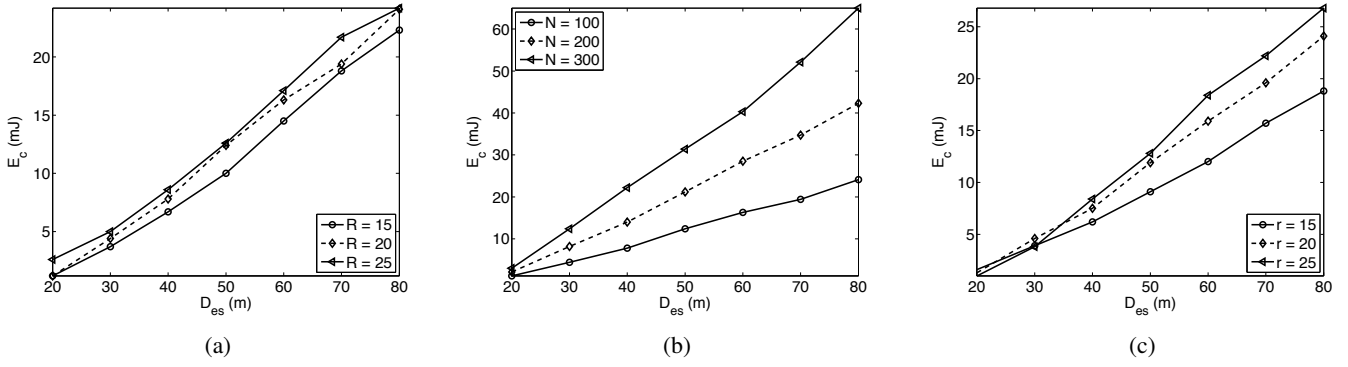 20
15
10
5
E_c (mJ)
R = 15
R = 20
R = 25
20 30 40 50 60 70 80
D_es (m)
(a)
65
60
50
40
30
20
10
E_c (mJ)
N = 100
N = 200
N = 300
20 30 40 50 60 70 80
D_es (m)
(b)
25
20
15
10
5
E_c (mJ)
r = 15
r = 20
r = 25
20 30 40 50 60 70 80
D_es (m)
(c)